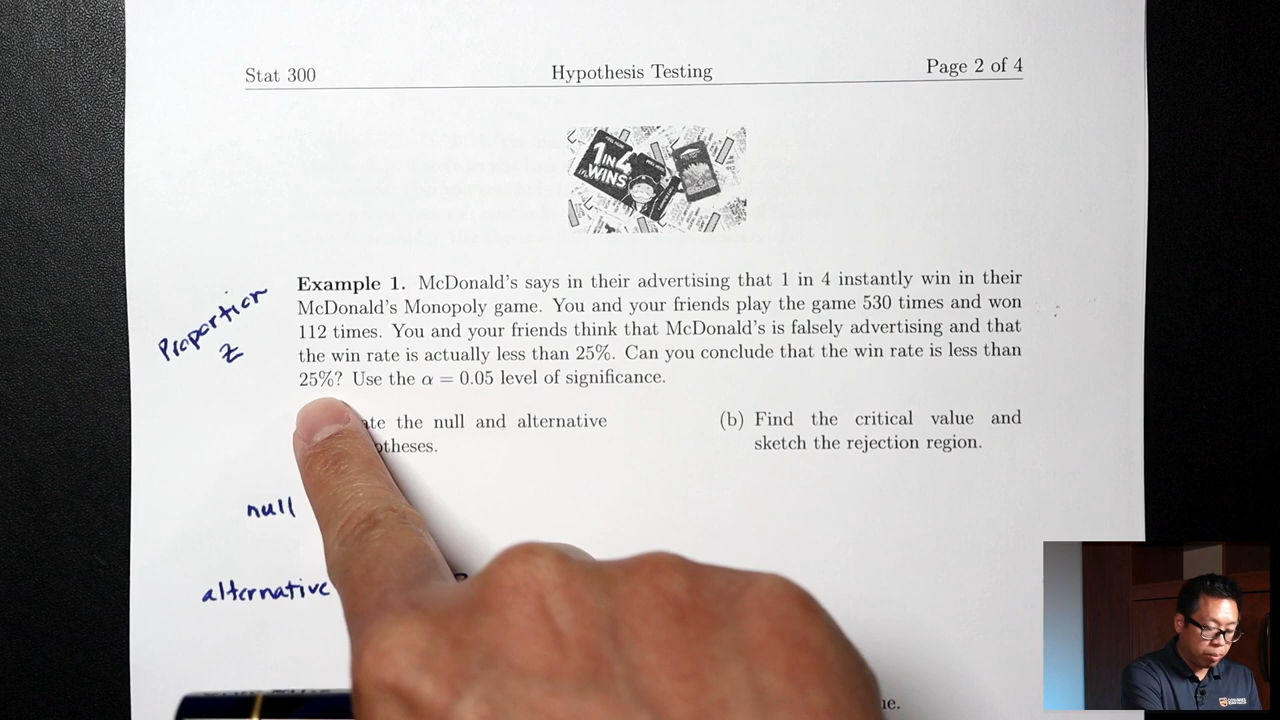 Stat 300
Hypothesis Testing
Page 2 of 4
1 IN 4
WINS
Example 1. McDonald's says in their advertising that 1 in 4 instantly win in their
McDonald's Monopoly game. You and your friends play the game 530 times and won
112 times. You and your friends think that McDonald's is falsely advertising and that
the win rate is actually less than 25%. Can you conclude that the win rate is less than
25%? Use the α = 0.05 level of significance.
Proportion
z
the null and alternative
(b) Find the critical value and
sketch the rejection region.
null
alternative